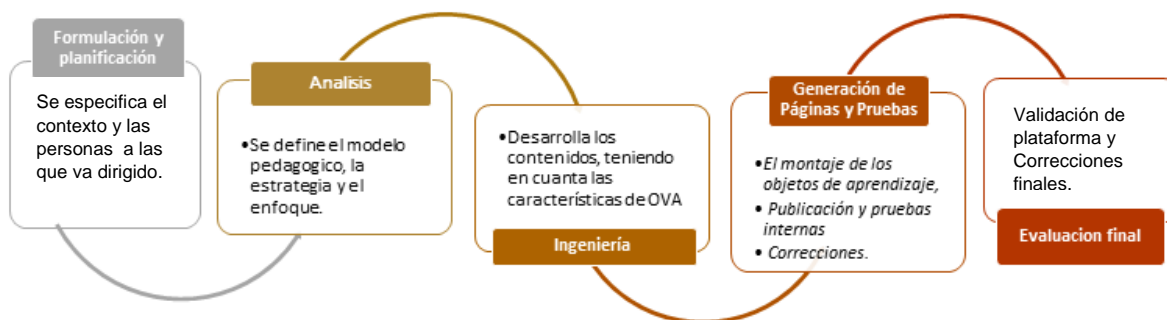 Formulación y
planificación
Se especifica el
contexto y las
personas a las
que va dirigido.
Analisis
•Se define el modelo
pedagogico, la
estrategia y el
enfoque.
•Desarrolla los
contenidos, teniendo
en cuanta las
características de OVA
Ingeniería
Generación de
Páginas y Pruebas
•El montaje de los
objetos de aprendizaje,
• Publicación y pruebas
internas
• Correcciones.
Validación de
plataforma y
Correcciones
finales.
Evaluacion final